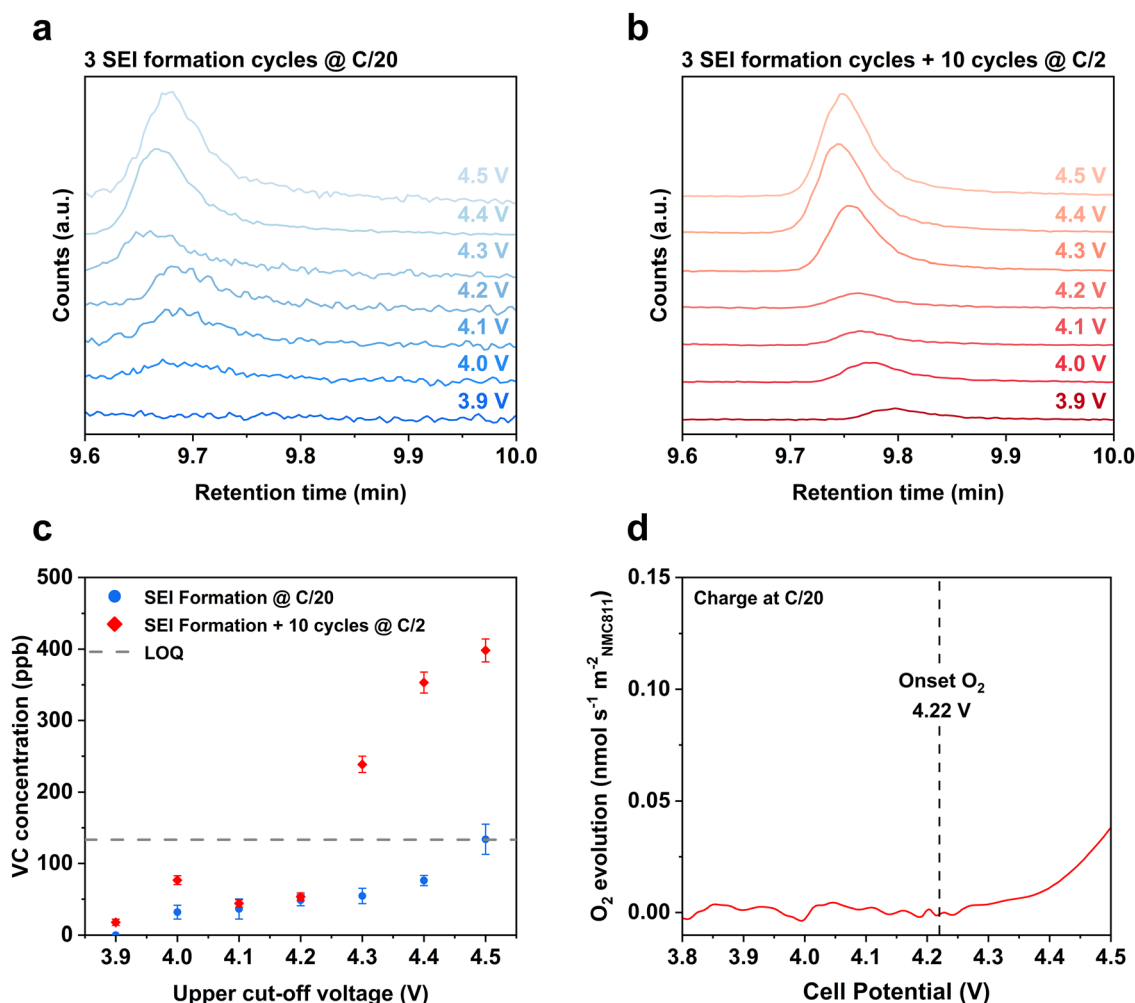 a
3 SEI formation cycles @ C/20
Counts (a.u.)
4.5 V
4.4 V
4.3 V
4.2 V
4.1 V
4.0 V
3.9 V
9.6 9.7 9.8 9.9 10.0
Retention time (min)
b
3 SEI formation cycles + 10 cycles @ C/2
Counts (a.u.)
4.5 V
4.4 V
4.3 V
4.2 V
4.1 V
4.0 V
3.9 V
9.6 9.7 9.8 9.9 10.0
Retention time (min)
c
VC concentration (ppb)
500
400
300
200
100
0
SEI Formation @ C/20
SEI Formation + 10 cycles @ C/2
LOQ
3.9 4.0 4.1 4.2 4.3 4.4 4.5
Upper cut-off voltage (V)
d
O₂ evolution (nmol s⁻¹ m⁻² NMC811)
0.15
0.10
0.05
0.00
Charge at C/20
Onset O₂
4.22 V
3.8 3.9 4.0 4.1 4.2 4.3 4.4 4.5
Cell Potential (V)